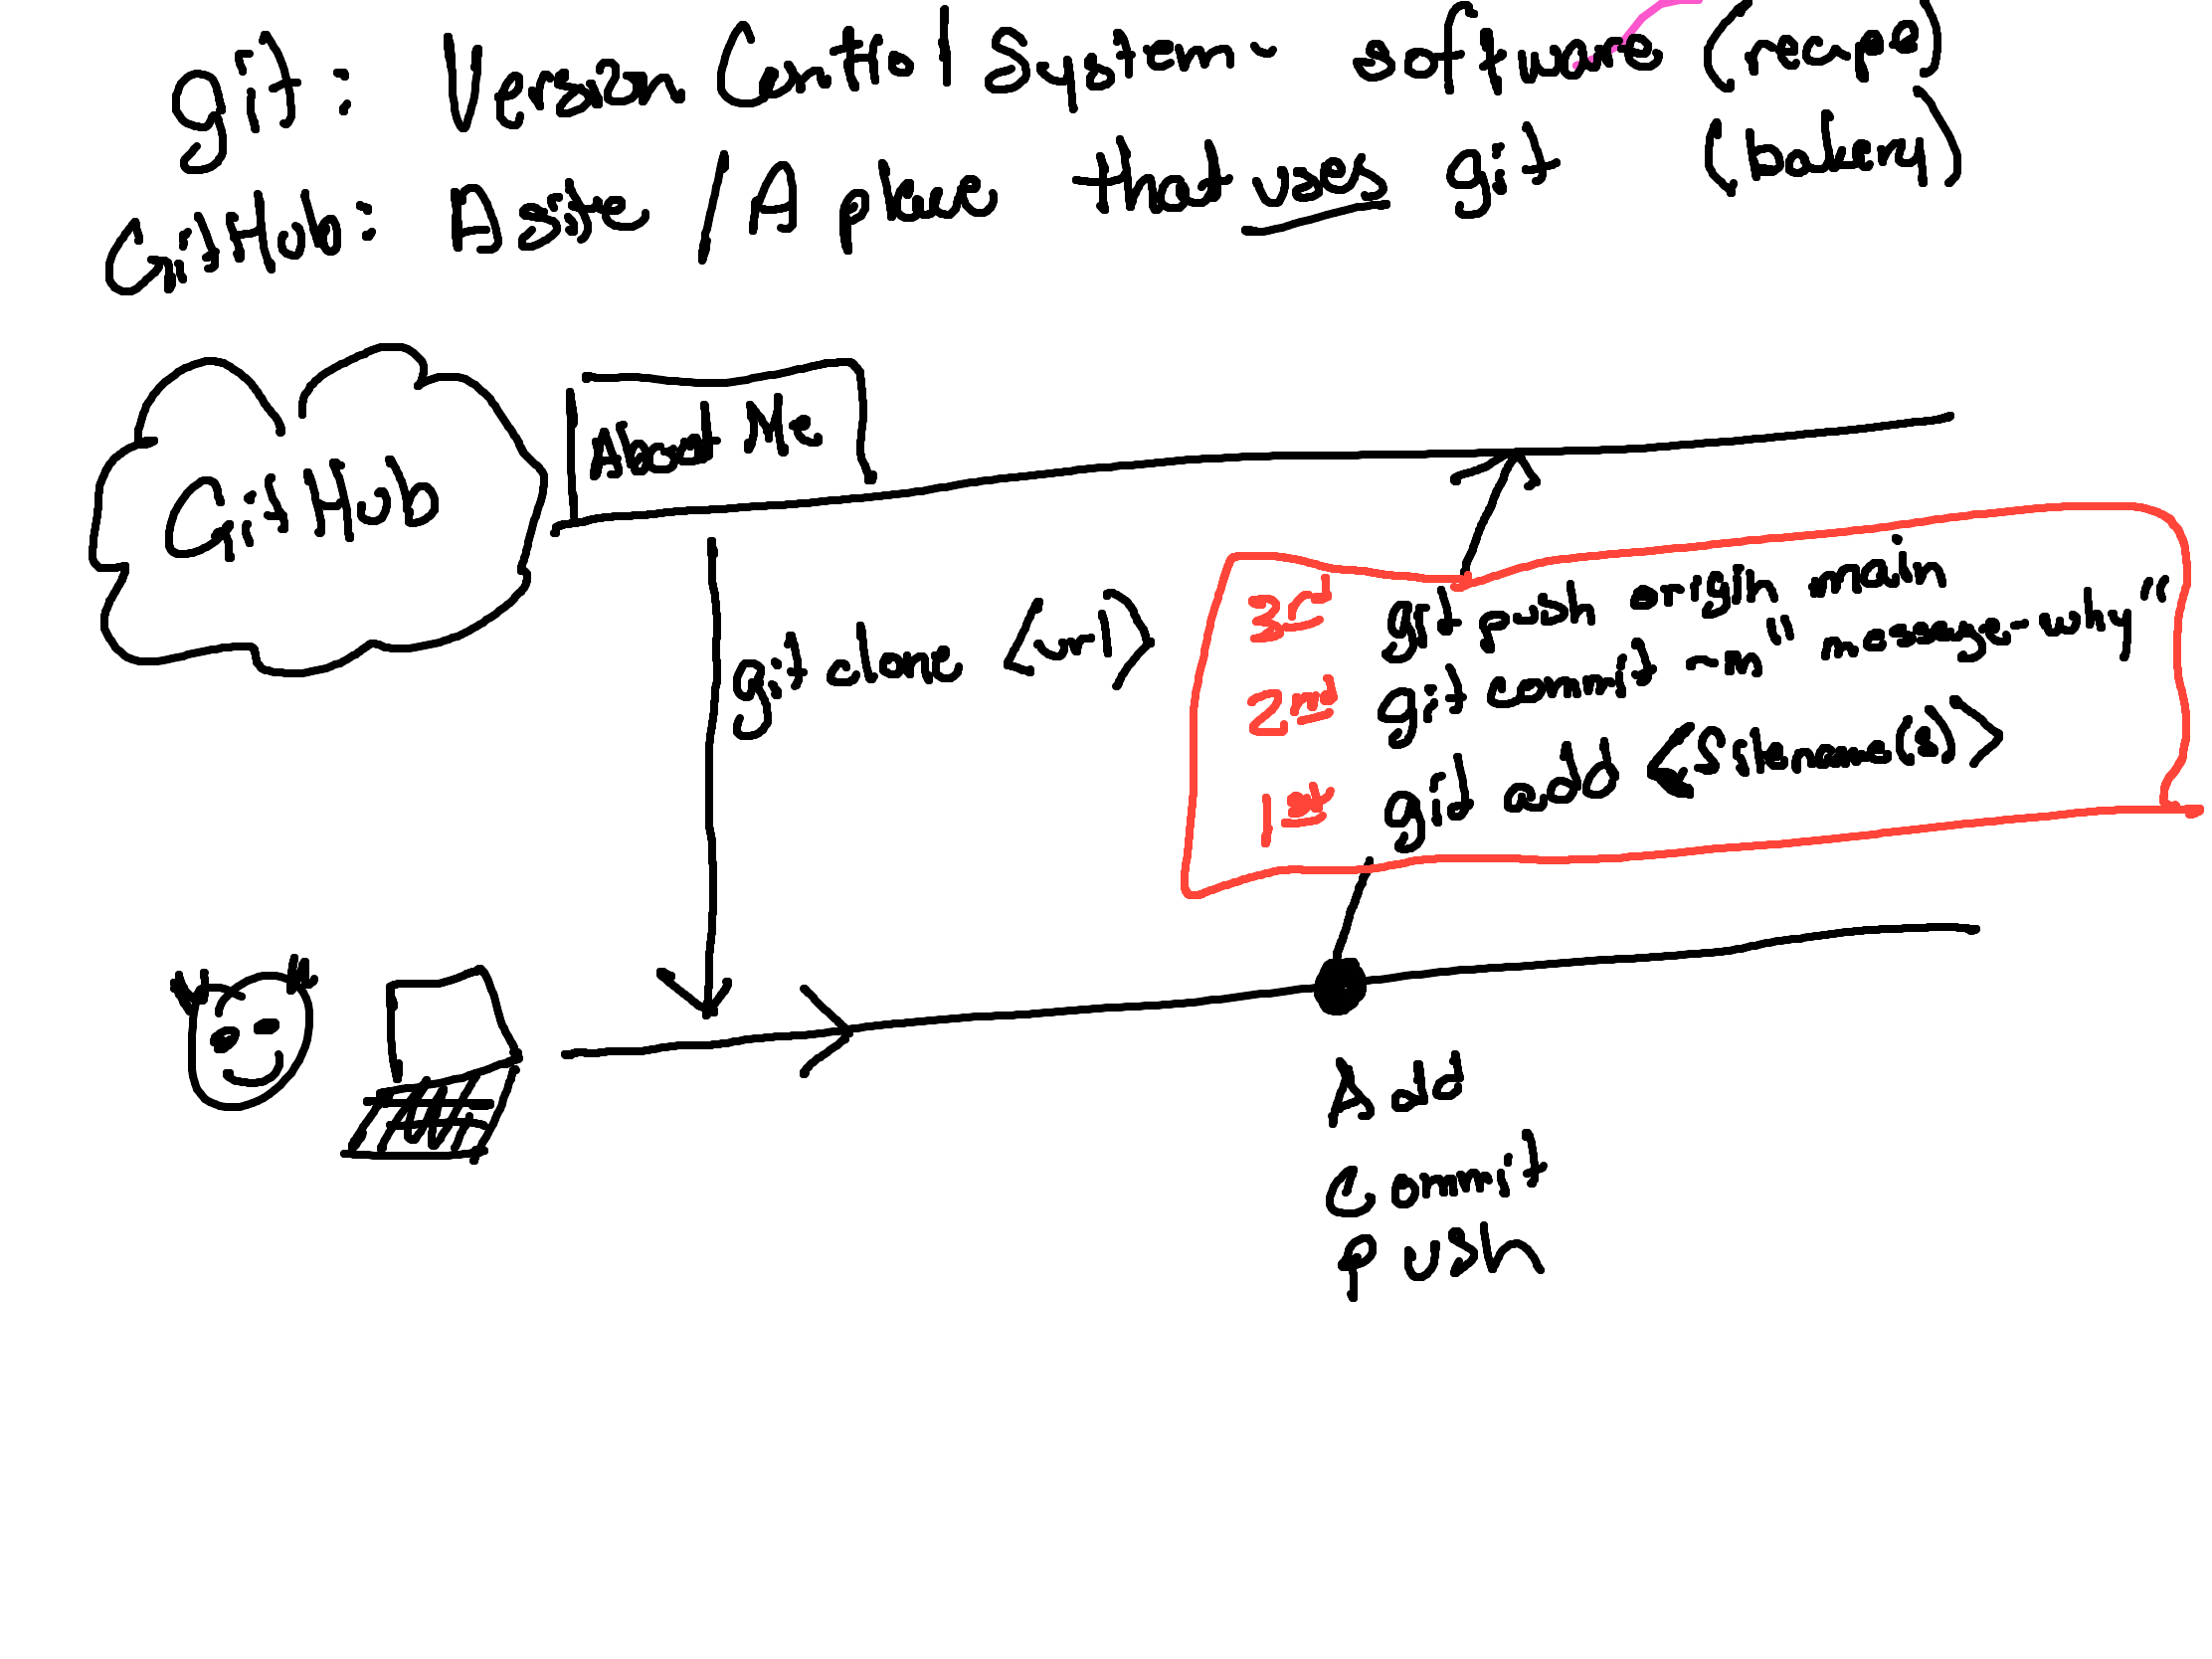 git: Version Control System - software (recipe)
GitHub: A site / A place that uses git (bakery)
GitHub
About Me
git clone <url>
3rd git push origin main
2nd git commit -m "message-why"
1st git add <filename(s)>
Add
Commit
Push